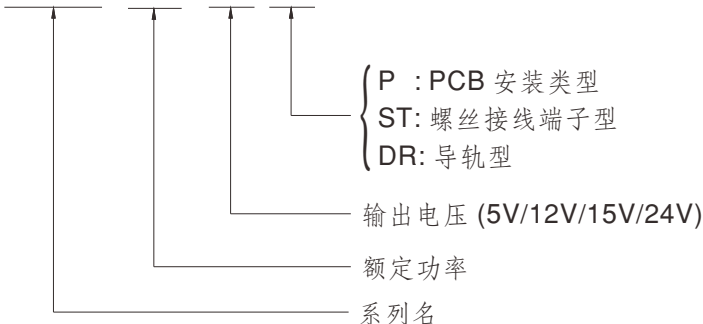 P : PCB 安装类型
ST: 螺丝接线端子型
DR: 导轨型
输出电压 (5V/12V/15V/24V)
额定功率
系列名